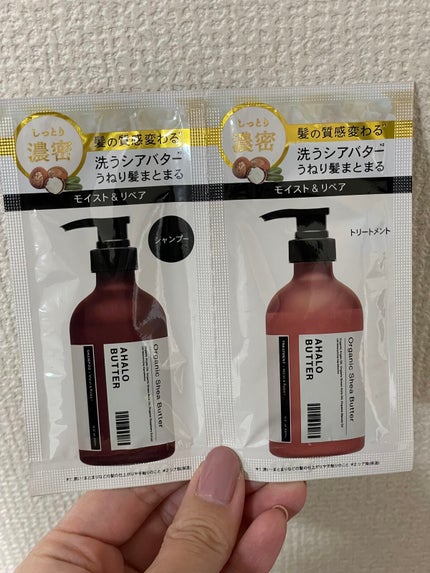 しっとり
濃密
髪の質感変わる
洗うシアバター
うねり髪まとまる
モイスト&リペア
シャンプー
Organic Shea Butter
AHALO
BUTTER
しっとり
濃密
髪の質感変わる
洗うシアバター
うねり髪まとまる
モイスト&リペア
トリートメント
Organic Shea Butter
AHALO
BUTTER
TREATMENT